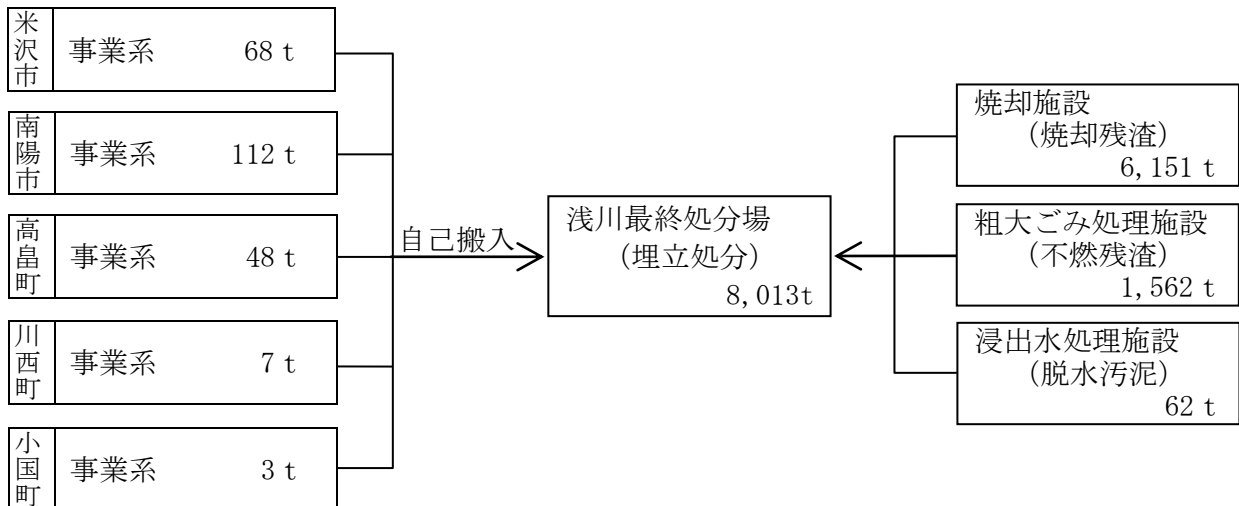 米沢市
事業系 68 t
南陽市
事業系 112 t
高畠町
事業系 48 t
川西町
事業系 7 t
小国町
事業系 3 t
自己搬入
浅川最終処分場
(埋立処分)
8,013t
焼却施設
(焼却残渣)
6,151 t
粗大ごみ処理施設
(不燃残渣)
1,562 t
浸出水処理施設
(脱水汚泥)
62 t